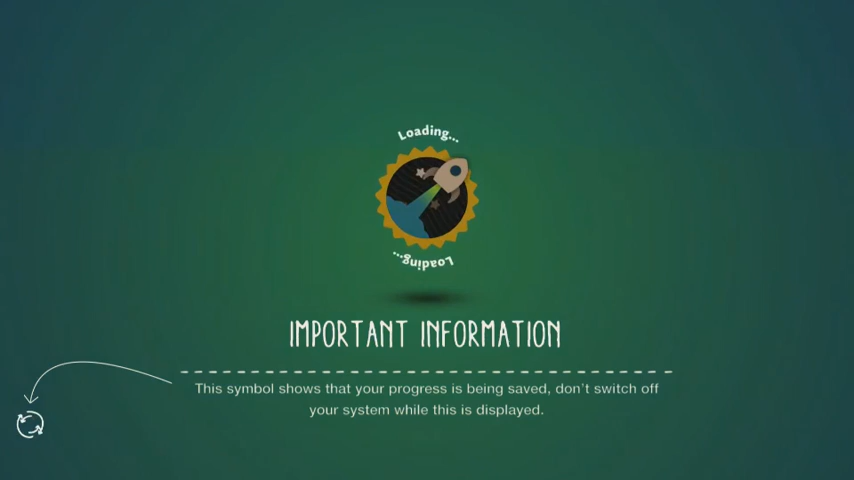 Loading...
Loading...
IMPORTANT INFORMATION
This symbol shows that your progress is being saved, don't switch off
your system while this is displayed.